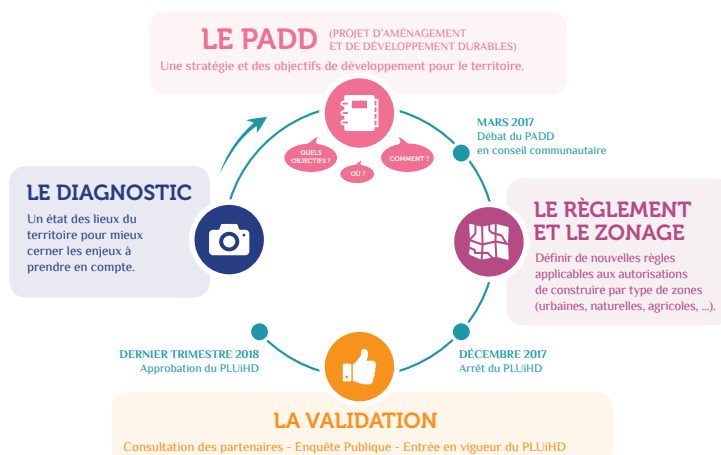 LE PADD (PROJET D'AMÉNAGEMENT
ET DE DÉVELOPPEMENT DURABLES)
Une stratégie et des objectifs de développement pour le territoire.
QUELS
OBJECTIFS ?
OÙ ?
COMMENT ?
MARS 2017
Débat du PADD
en conseil communautaire
LE DIAGNOSTIC
Un état des lieux du
territoire pour mieux
cerner les enjeux à
prendre en compte.
LE RÈGLEMENT
ET LE ZONAGE
Définir de nouvelles règles
applicables aux autorisations
de construire par type de zones
(urbaines, naturelles, agricoles, ...).
DERNIER TRIMESTRE 2018
Approbation du PLUiHD
DÉCEMBRE 2017
Arrêt du PLUiHD
LA VALIDATION
Consultation des partenaires - Enquête Publique - Entrée en vigueur du PLUiHD